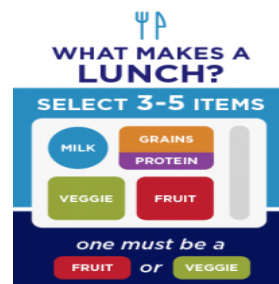 WHAT MAKES A
LUNCH?
SELECT 3-5 ITEMS
MILK
GRAINS
PROTEIN
VEGGIE
FRUIT
one must be a
FRUIT or VEGGIE